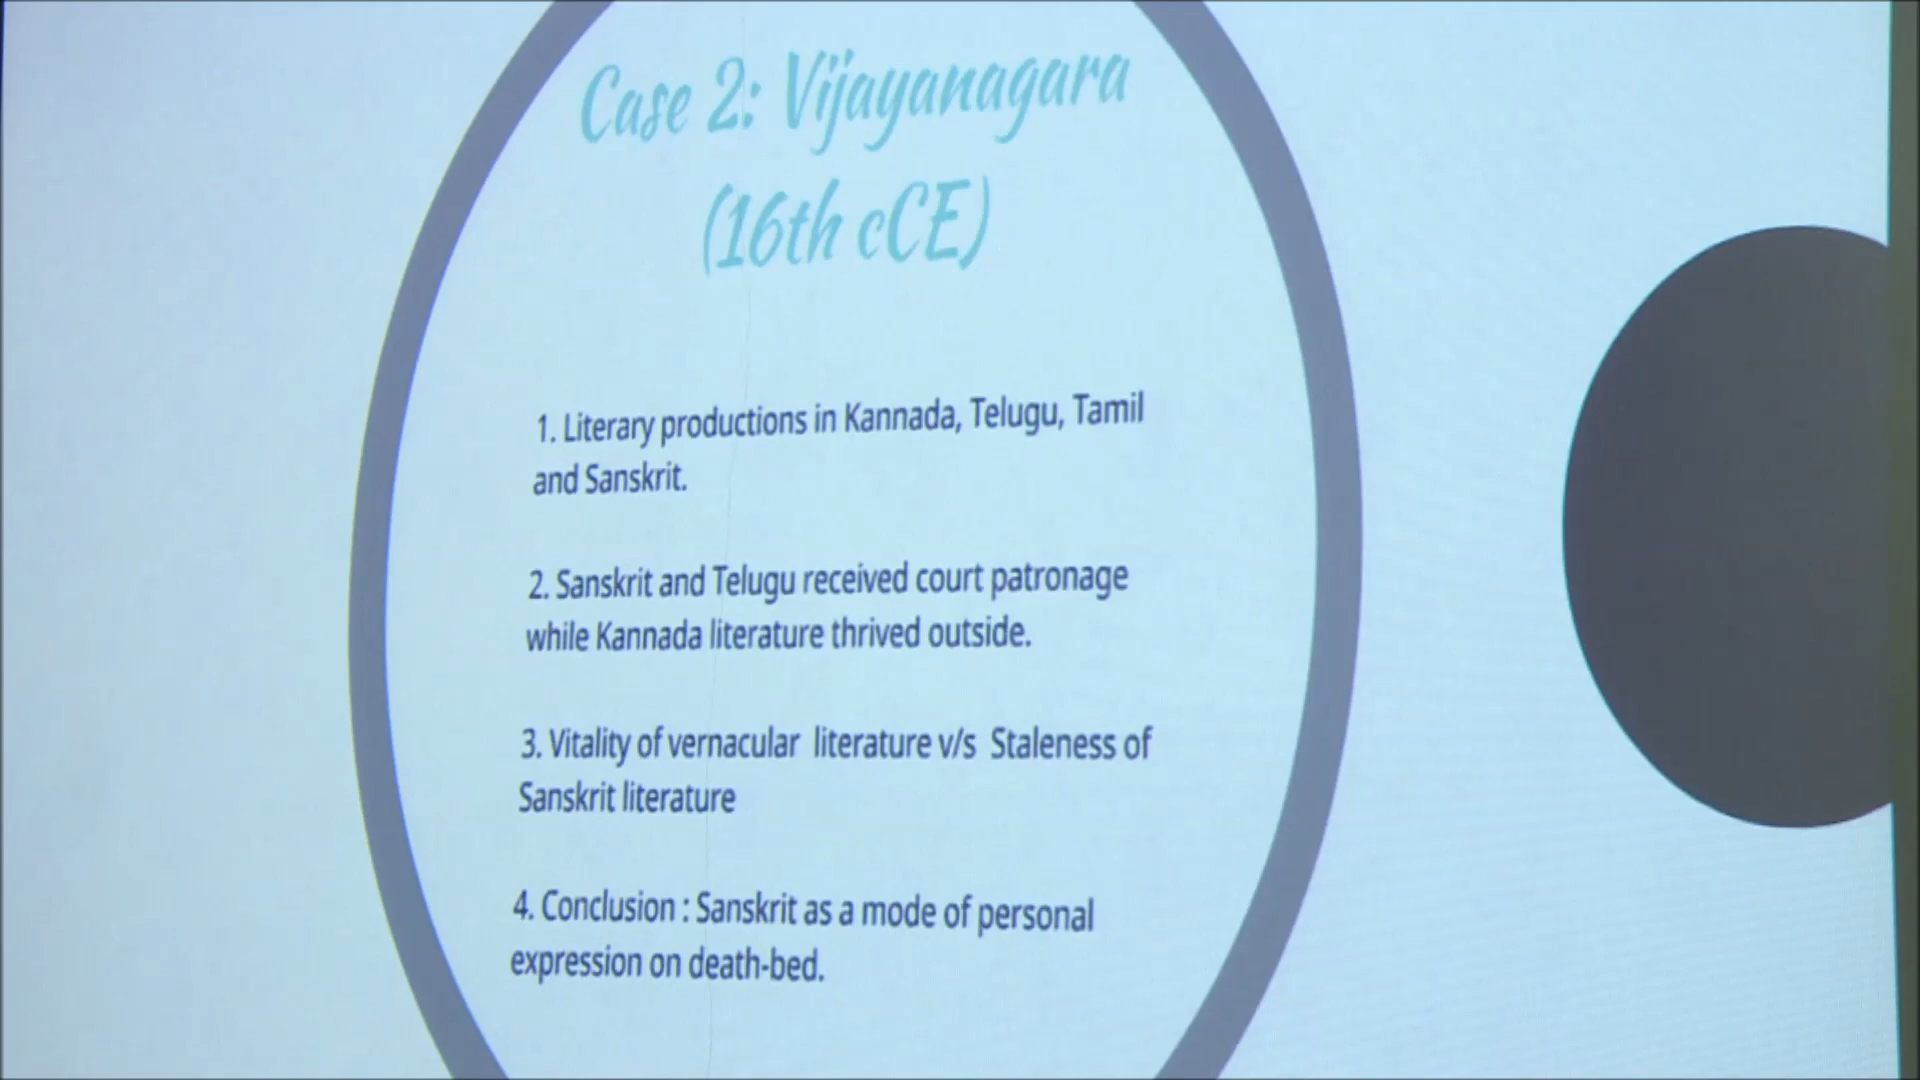 Case 2: Vijayanagara
(16th cCE)
1. Literary productions in Kannada, Telugu, Tamil
and Sanskrit.
2. Sanskrit and Telugu received court patronage
while Kannada literature thrived outside.
3. Vitality of vernacular literature v/s Staleness of
Sanskrit literature
4. Conclusion : Sanskrit as a mode of personal
expression on death-bed.